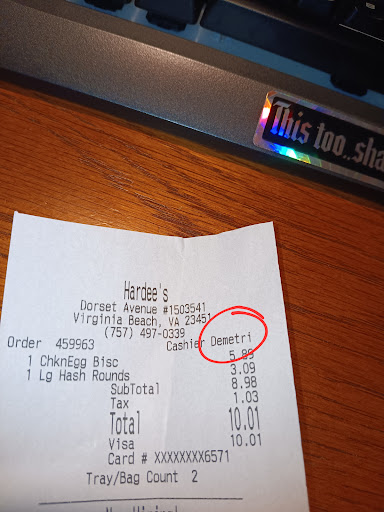 This too..sha
Hardee's
Dorset Avenue #1503541
Virginia Beach, VA 23451
(757) 497-0339
Order 459963 Cashier Demetri
1 ChknEgg Bisc 5.89
1 Lg Hash Rounds 3.09
SubTotal 8.98
Tax 1.03
Total 10.01
Visa 10.01
Card # XXXXXXXX6571
Tray/Bag Count 2